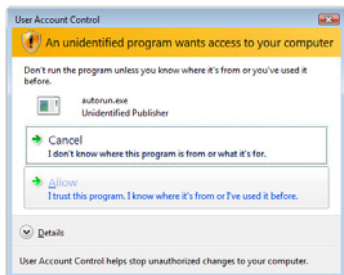 User Account Control
An unidentified program wants access to your computer
Don't run the program unless you know where it's from or you've used it
before.
autorun.exe
Unidentified Publisher
Cancel
I don't know where this program is from or what it's for.
Allow
I trust this program. I know where it's from or I've used it before.
Details
User Account Control helps stop unauthorized changes to your computer.